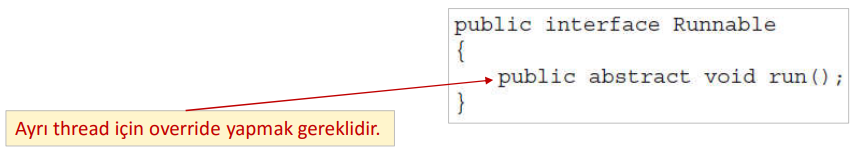 public interface Runnable
{
public abstract void run();
}
Ayrı thread için override yapmak gereklidir.